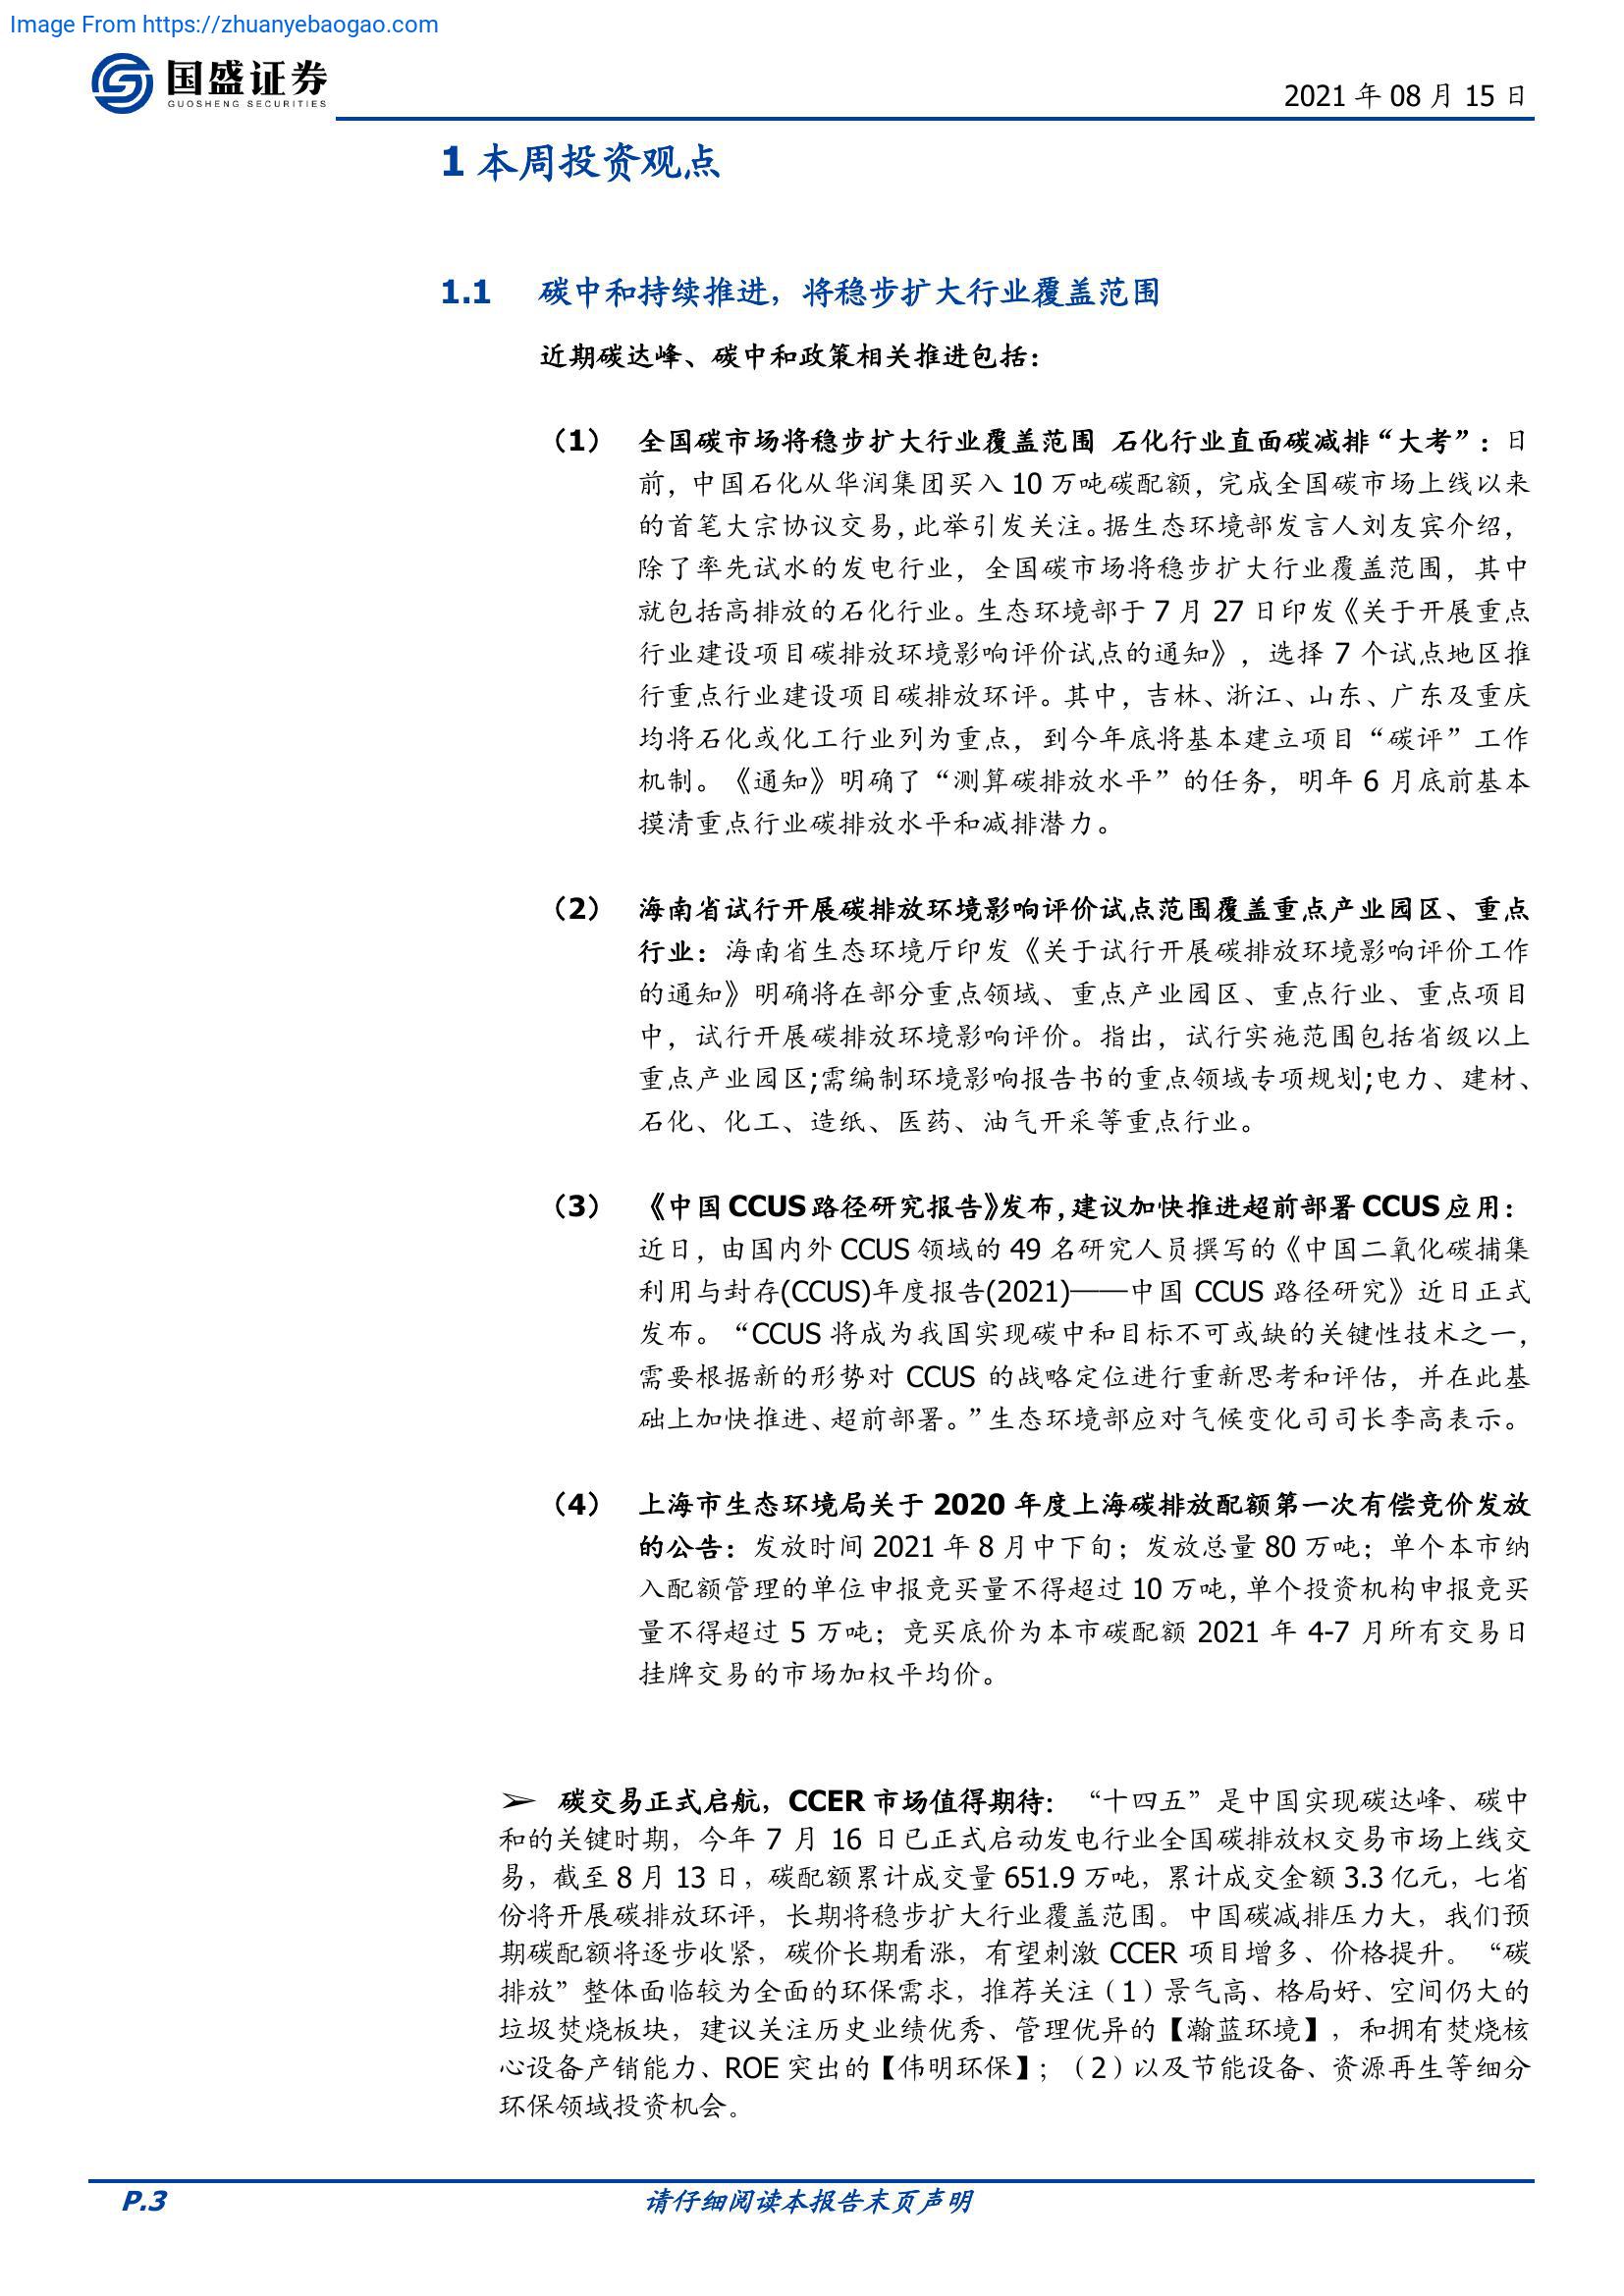 Image From https://zhuanyebaogao.com
国盛证券
GUOSHENG SECURITIES
2021 年 08 月 15 日
1 本周投资观点
1.1 碳中和持续推进，将稳步扩大行业覆盖范围
近期碳达峰、碳中和政策相关推进包括：
（1） 全国碳市场将稳步扩大行业覆盖范围 石化行业直面碳减排“大考”：日
前，中国石化从华润集团买入 10 万吨碳配额，完成全国碳市场上线以来
的首笔大宗协议交易，此举引发关注。据生态环境部发言人刘友宾介绍，
除了率先试水的发电行业，全国碳市场将稳步扩大行业覆盖范围，其中
就包括高排放的石化行业。生态环境部于 7 月 27 日印发《关于开展重点
行业建设项目碳排放环境影响评价试点的通知》，选择 7 个试点地区推
行重点行业建设项目碳排放环评。其中，吉林、浙江、山东、广东及重庆
均将石化或化工行业列为重点，到今年底将基本建立项目“碳评”工作
机制。《通知》明确了“测算碳排放水平”的任务，明年 6 月底前基本
摸清重点行业碳排放水平和减排潜力。
（2） 海南省试行开展碳排放环境影响评价试点范围覆盖重点产业园区、重点
行业：海南省生态环境厅印发《关于试行开展碳排放环境影响评价工作
的通知》明确将在部分重点领域、重点产业园区、重点行业、重点项目
中，试行开展碳排放环境影响评价。指出，试行实施范围包括省级以上
重点产业园区;需编制环境影响报告书的重点领域专项规划;电力、建材、
石化、化工、造纸、医药、油气开采等重点行业。
（3） 《中国 CCUS 路径研究报告》发布，建议加快推进超前部署 CCUS 应用：
近日，由国内外 CCUS 领域的 49 名研究人员撰写的《中国二氧化碳捕集
利用与封存(CCUS)年度报告(2021)——中国 CCUS 路径研究》近日正式
发布。“CCUS 将成为我国实现碳中和目标不可或缺的关键性技术之一，
需要根据新的形势对 CCUS 的战略定位进行重新思考和评估，并在此基
础上加快推进、超前部署。”生态环境部应对气候变化司司长李高表示。
（4） 上海市生态环境局关于 2020 年度上海碳排放配额第一次有偿竞价发放
的公告：发放时间 2021 年 8 月中下旬；发放总量 80 万吨；单个本市纳
入配额管理的单位申报竞买量不得超过 10 万吨，单个投资机构申报竞买
量不得超过 5 万吨；竞买底价为本市碳配额 2021 年 4-7 月所有交易日
挂牌交易的市场加权平均价。
➢ 碳交易正式启航，CCER 市场值得期待：“十四五”是中国实现碳达峰、碳中
和的关键时期，今年 7 月 16 日已正式启动发电行业全国碳排放权交易市场上线交
易，截至 8 月 13 日，碳配额累计成交量 651.9 万吨，累计成交金额 3.3 亿元，七省
份将开展碳排放环评，长期将稳步扩大行业覆盖范围。中国碳减排压力大，我们预
期碳配额将逐步收紧，碳价长期看涨，有望刺激 CCER 项目增多、价格提升。“碳
排放”整体面临较为全面的环保需求，推荐关注（1）景气高、格局好、空间仍大的
垃圾焚烧板块，建议关注历史业绩优秀、管理优异的【瀚蓝环境】，和拥有焚烧核
心设备产销能力、ROE 突出的【伟明环保】；（2）以及节能设备、资源再生等细分
环保领域投资机会。
P.3 请仔细阅读本报告末页声明